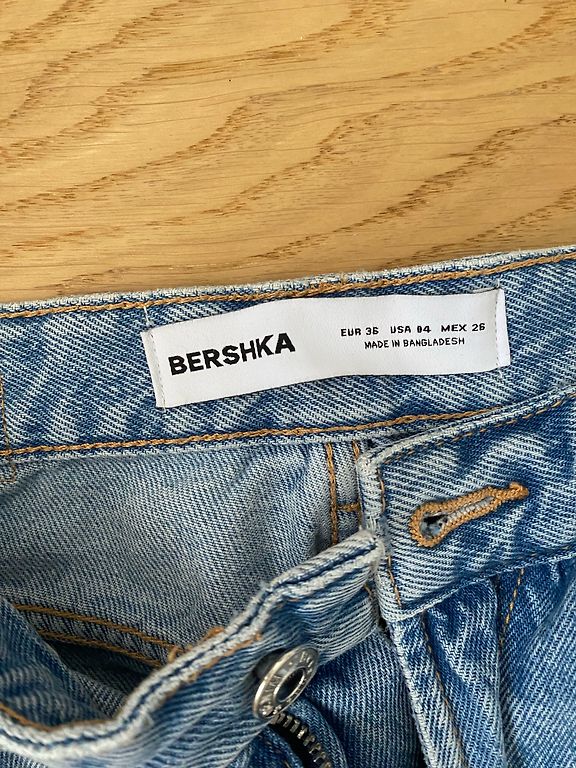 BERSHKA
EUR 36 USA 04 MEX 26
MADE IN BANGLADESH